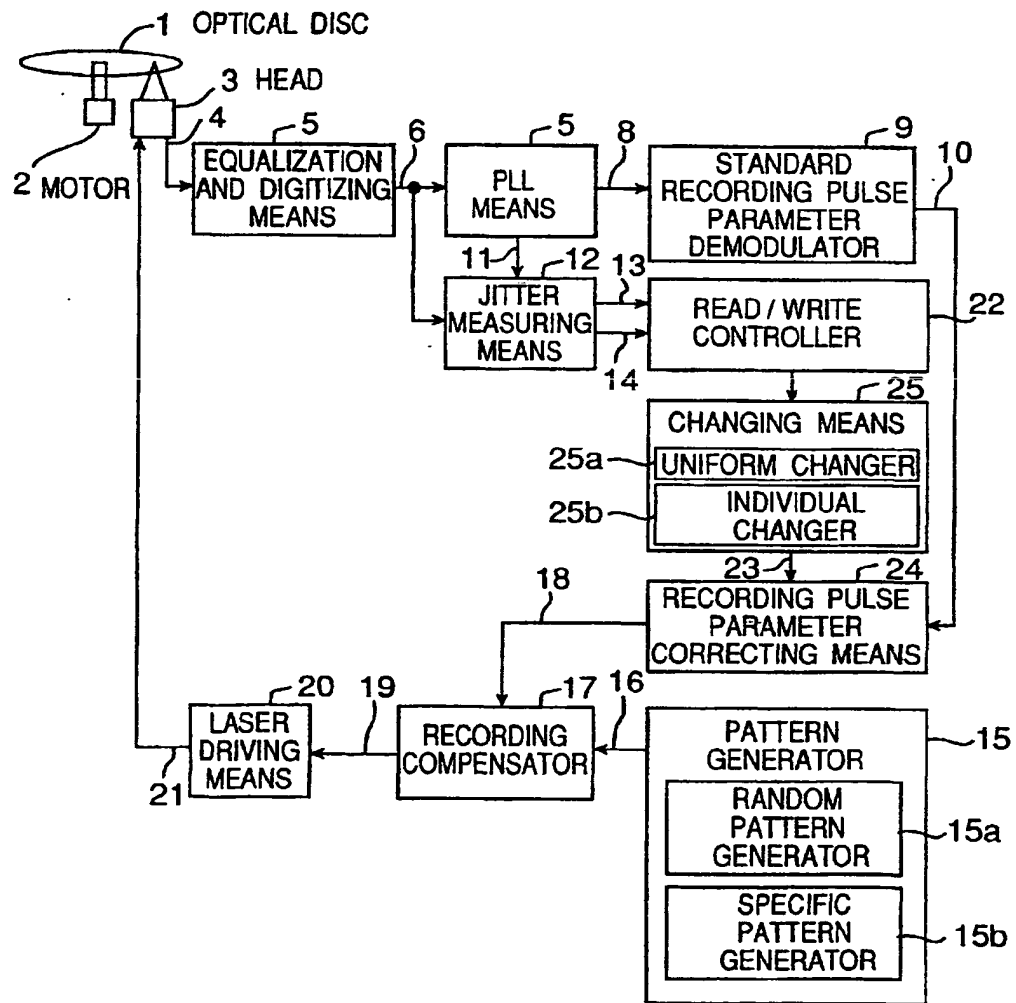 1 OPTICAL DISC
3 HEAD
4
2 MOTOR
5
EQUALIZATION
AND DIGITIZING
MEANS
6
5
PLL
MEANS
8
9
STANDARD
RECORDING PULSE
PARAMETER
DEMODULATOR
10
11
12
JITTER
MEASURING
MEANS
13
14
READ / WRITE
CONTROLLER
22
25
CHANGING MEANS
25a
UNIFORM CHANGER
25b
INDIVIDUAL
CHANGER
23
24
RECORDING PULSE
PARAMETER
CORRECTING MEANS
18
20
LASER
DRIVING
MEANS
21
19
17
RECORDING
COMPENSATOR
16
PATTERN
GENERATOR
15
RANDOM
PATTERN
GENERATOR
15a
SPECIFIC
PATTERN
GENERATOR
15b